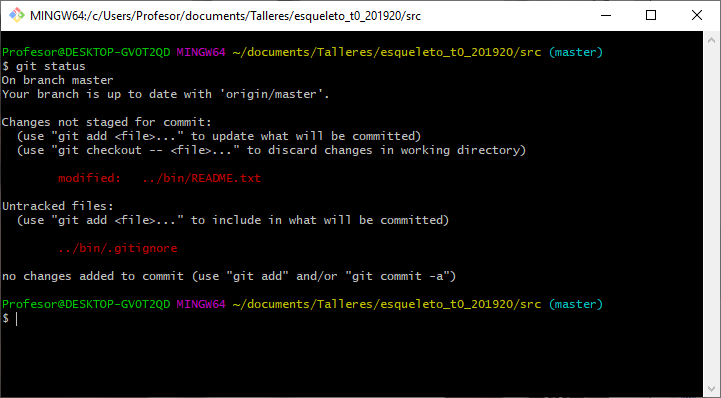 MINGW64:/c/Users/Profesor/documents/Talleres/esqueleto_t0_201920/src
Profesor@DESKTOP-GVOT2QD MINGW64 ~/documents/Talleres/esqueleto_t0_201920/src (master)
$ git status
On branch master
Your branch is up to date with 'origin/master'.
Changes not staged for commit:
  (use "git add <file>..." to update what will be committed)
  (use "git checkout -- <file>..." to discard changes in working directory)
        modified:   ../bin/README.txt
Untracked files:
  (use "git add <file>..." to include in what will be committed)
        ../bin/.gitignore
no changes added to commit (use "git add" and/or "git commit -a")
Profesor@DESKTOP-GVOT2QD MINGW64 ~/documents/Talleres/esqueleto_t0_201920/src (master)
$